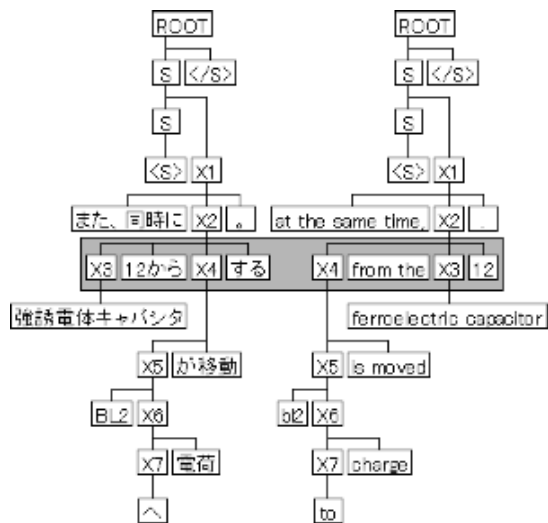 ROOT ROOT
S </S> S </S>
S S
<S> X1 <S> X1
また、同時に X2 。 at the same time, X2 .
X3 12から X4 する X4 from the X3 12
強誘電体キャパシタ ferroelectric capacitor
X5 が移動 X5 is moved
BL2 X6 bl2 X6
X7 電荷 X7 charge
へ to